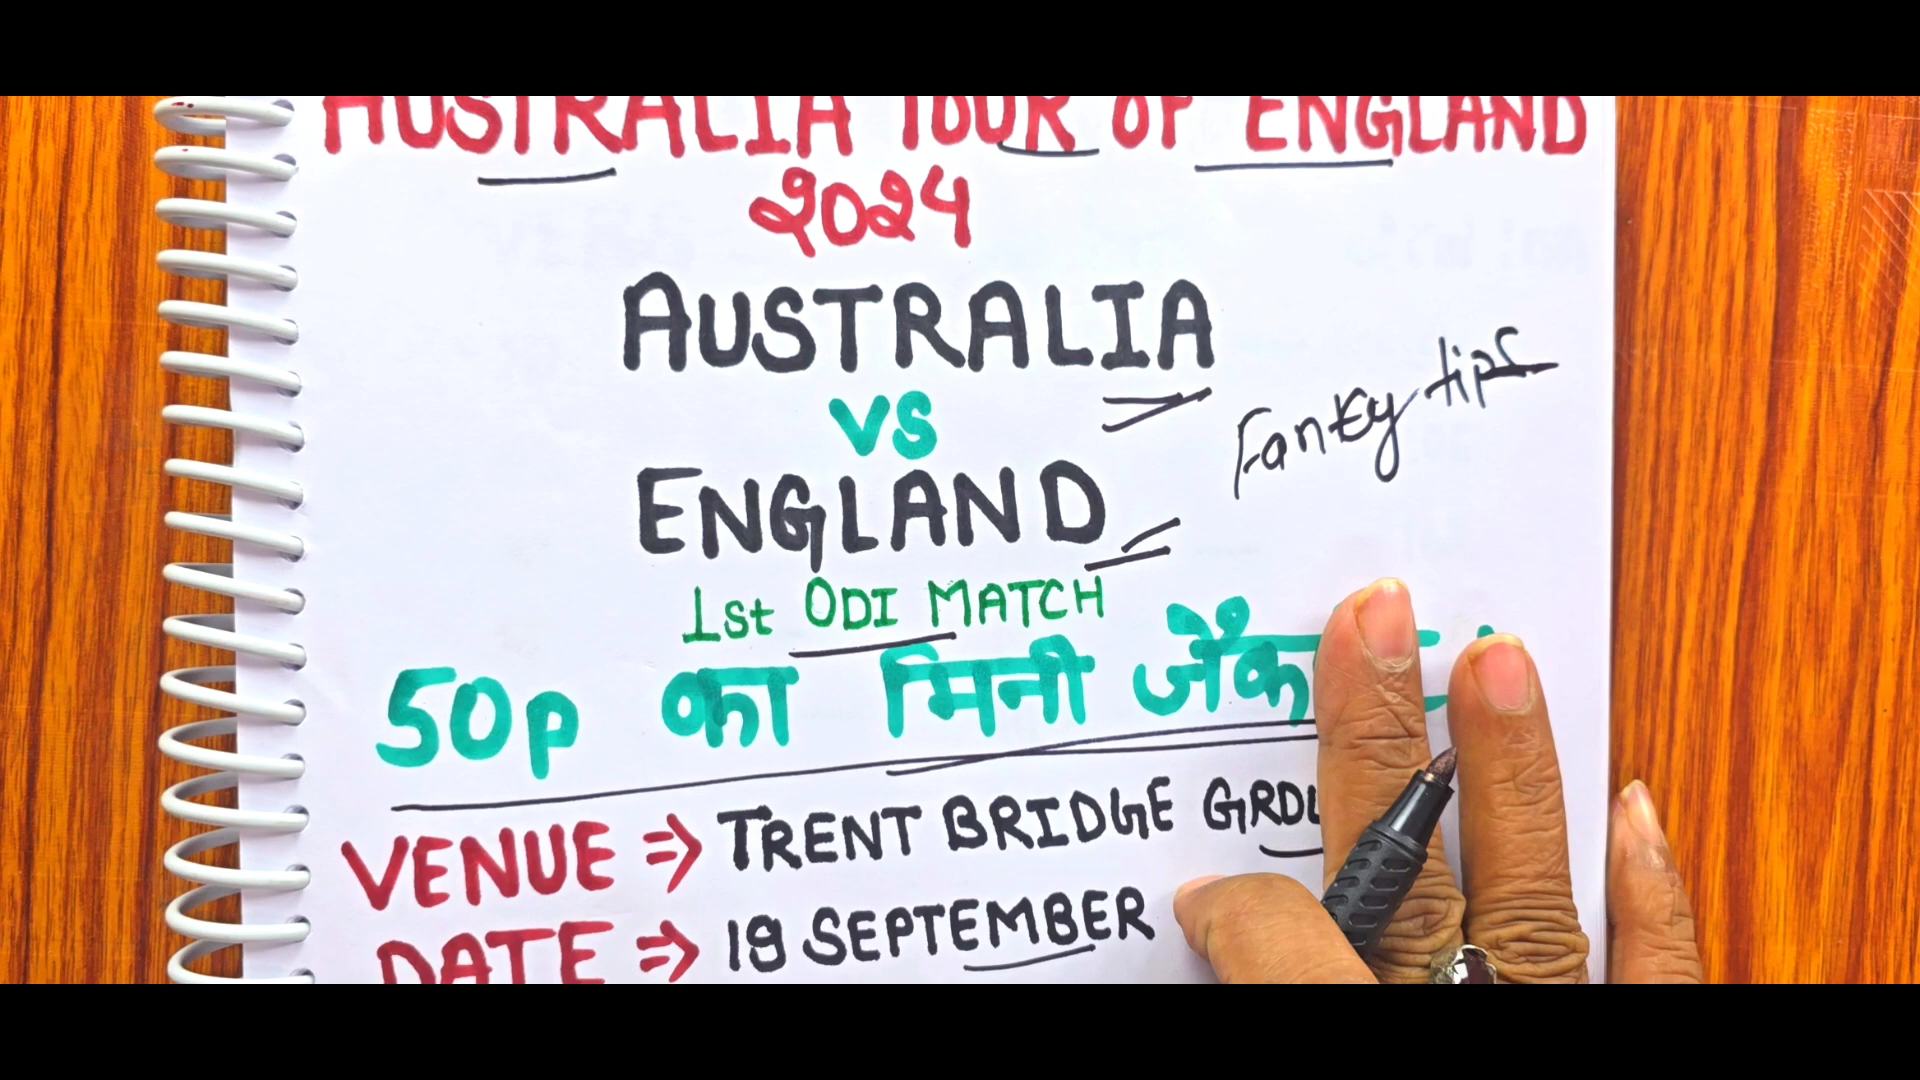 AUSTRALIA TOUR OF ENGLAND
2024
AUSTRALIA
VS
ENGLAND
Fanty tips
1st ODI MATCH
50p का मिनी
VENUE ⇒ TRENT BRIDGE
DATE ⇒ 19 SEPTEMBER